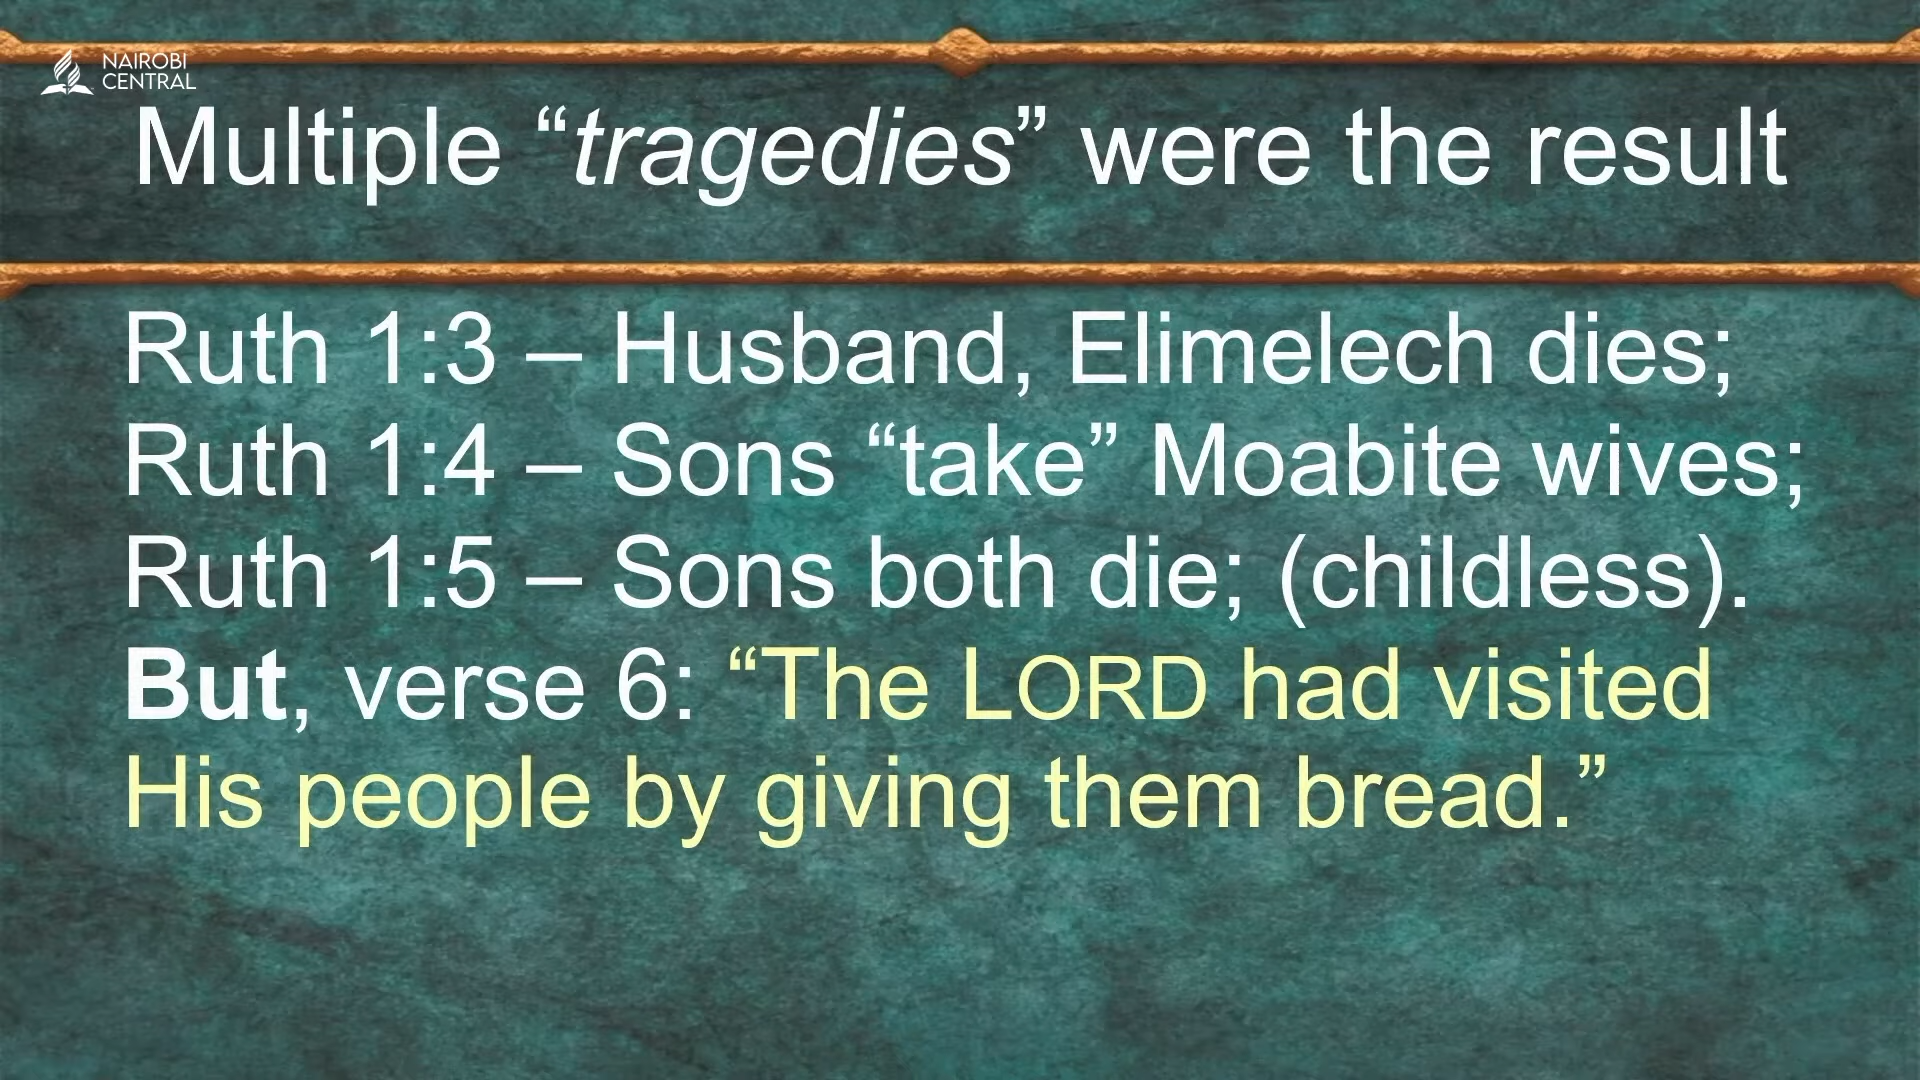 NAIROBI
CENTRAL
Multiple “tragedies” were the result
Ruth 1:3 – Husband, Elimelech dies;
Ruth 1:4 – Sons “take” Moabite wives;
Ruth 1:5 – Sons both die; (childless).
But, verse 6: “The LORD had visited
His people by giving them bread.”